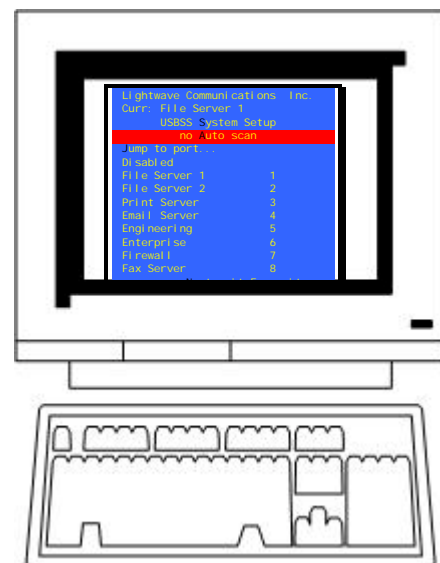 Lightwave Communications Inc.
Curr: File Server 1
USBSS System Setup
no Auto scan
Jump to port...
Disabled
File Server 1 1
File Server 2 2
Print Server 3
Email Server 4
Engineering 5
Enterprise 6
Firewall 7
Fax Server 8